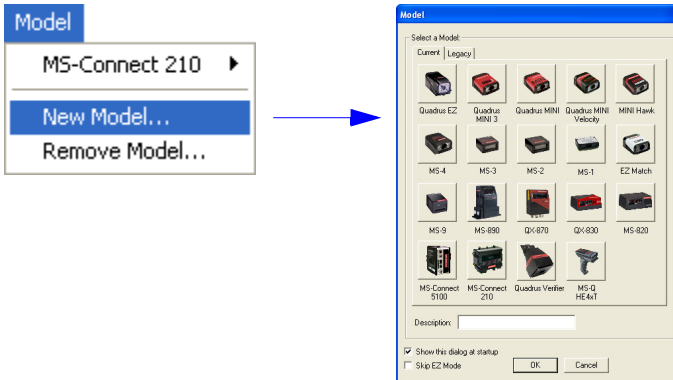 Model
MS-Connect 210
New Model...
Remove Model...
Model
Select a Model:
Current Legacy
Quadrus EZ
Quadrus MINI 3
Quadrus MINI
Quadrus MINI Velocity
MINI Hawk
MS-4
MS-3
MS-2
MS-1
EZ Match
MS-9
MS-890
QX-870
QX-830
MS-820
MS-Connect 5100
MS-Connect 210
Quadrus Verifier
MS-Q HE4xT
Description:
Show this dialog at startup
Skip EZ Mode
OK
Cancel